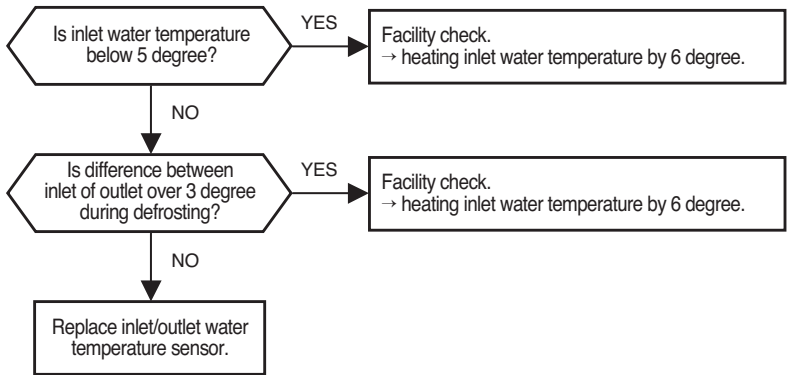 Is inlet water temperature
below 5 degree?
YES
Facility check.
→ heating inlet water temperature by 6 degree.
NO
Is difference between
inlet of outlet over 3 degree
during defrosting?
YES
Facility check.
→ heating inlet water temperature by 6 degree.
NO
Replace inlet/outlet water
temperature sensor.